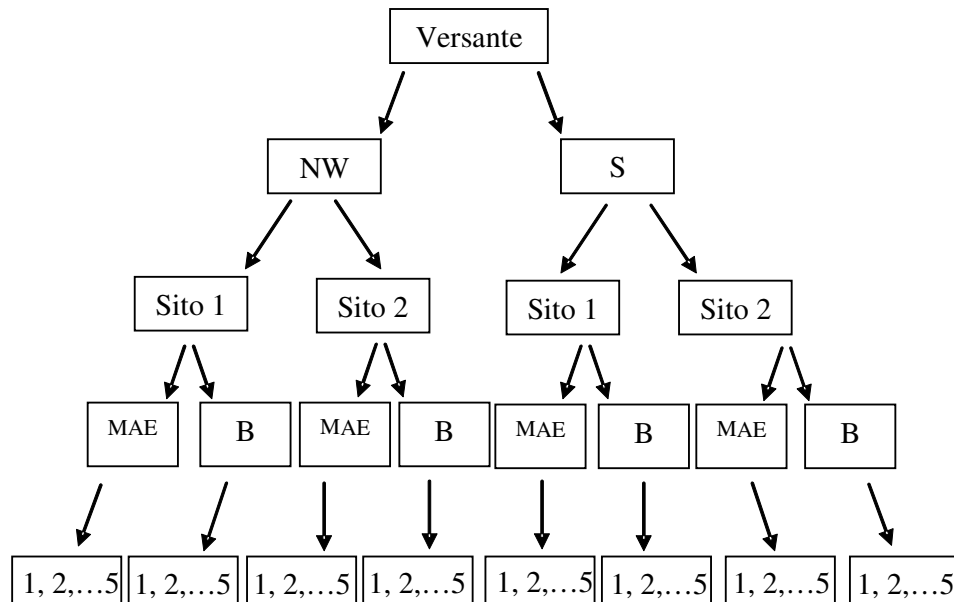 Versante
NW S
Sito 1 Sito 2 Sito 1 Sito 2
MAE B MAE B MAE B MAE B
1, 2,…5 1, 2,…5 1, 2,…5 1, 2,…5 1, 2,…5 1, 2,…5 1, 2,…5 1, 2,…5